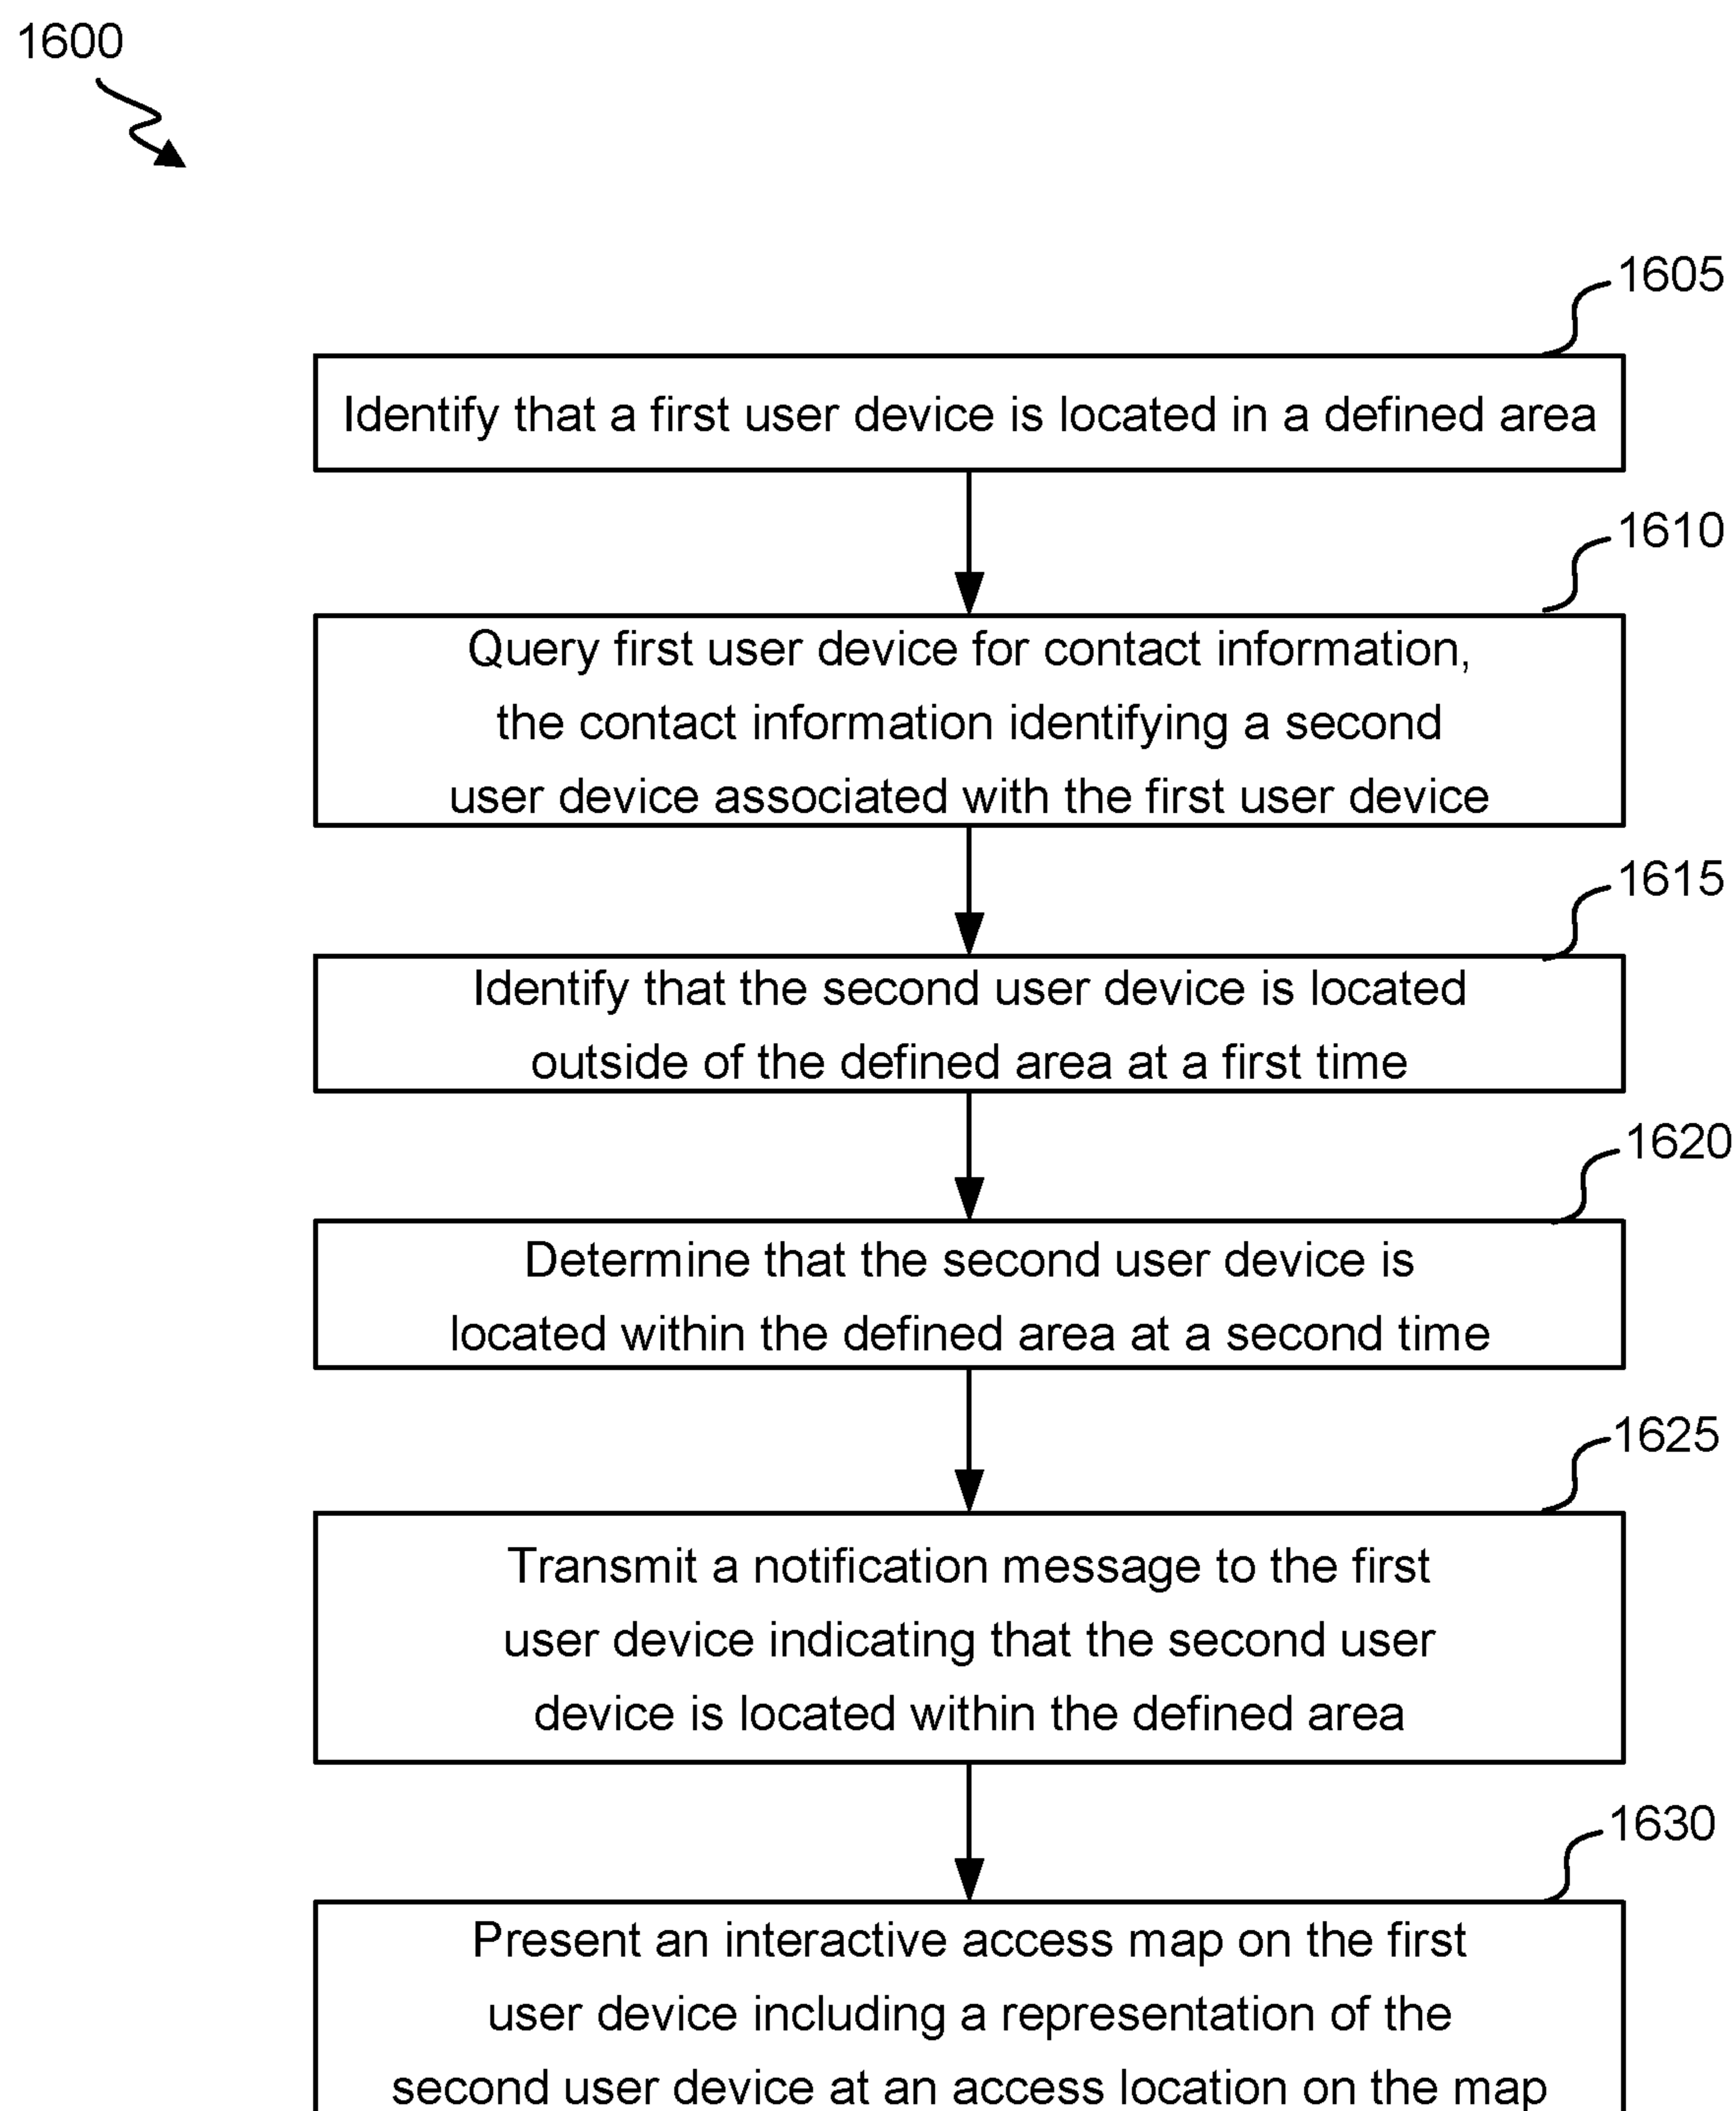 1600
1605
Identify that a first user device is located in a defined area
1610
Query first user device for contact information,
the contact information identifying a second
user device associated with the first user device
1615
Identify that the second user device is located
outside of the defined area at a first time
1620
Determine that the second user device is
located within the defined area at a second time
1625
Transmit a notification message to the first
user device indicating that the second user
device is located within the defined area
1630
Present an interactive access map on the first
user device including a representation of the
second user device at an access location on the map